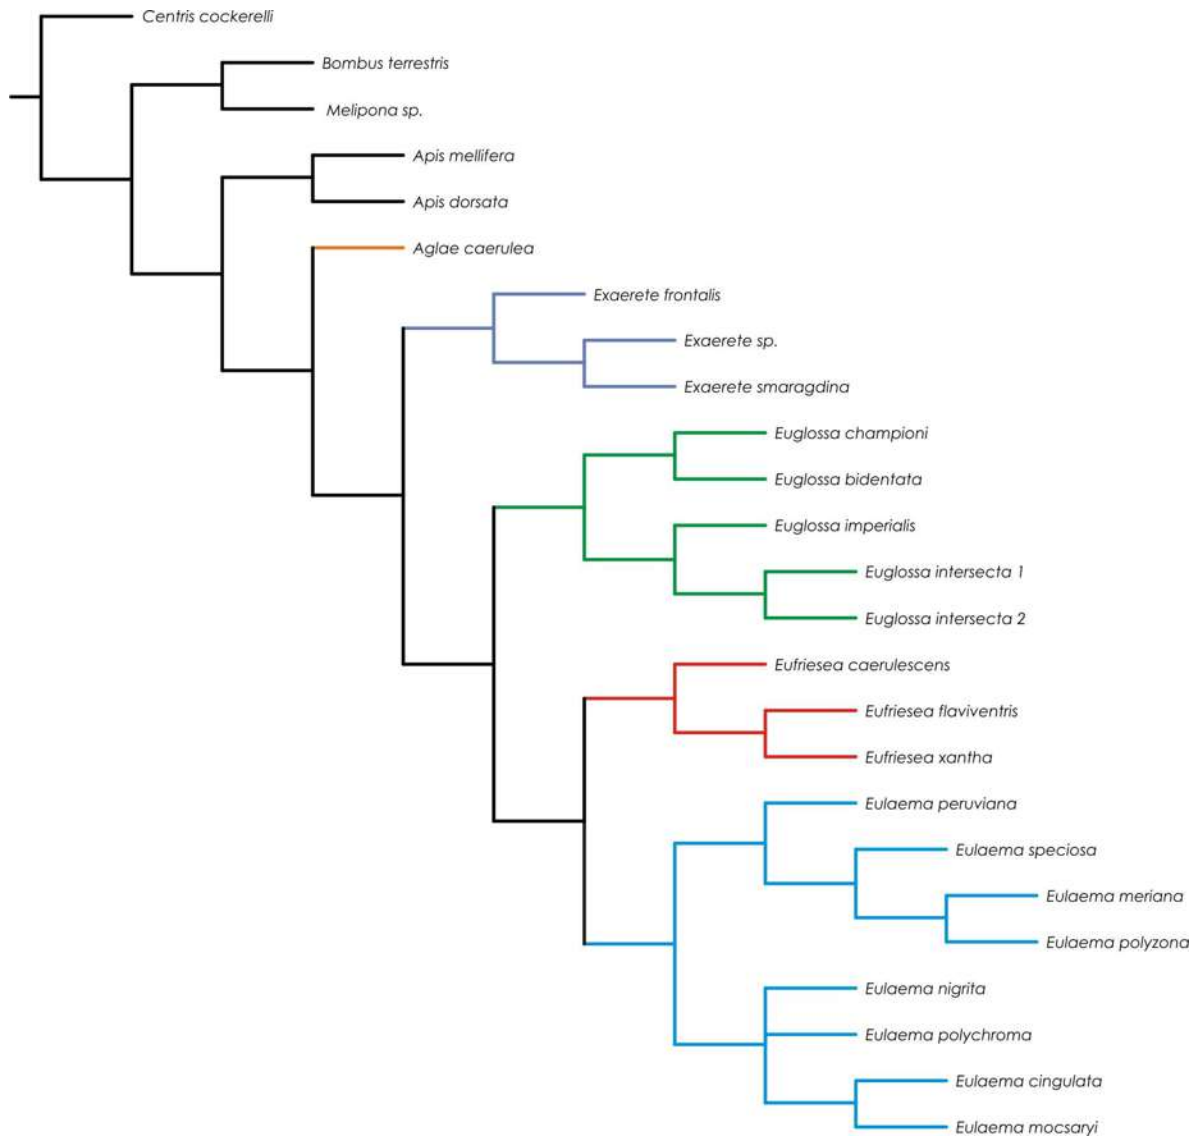 Centris cockerelli
Bombus terrestris
Melipona sp.
Apis mellifera
Apis dorsata
Aglae caerulea
Exaerete frontalis
Exaerete sp.
Exaerete smaragdina
Euglossa championi
Euglossa bidentata
Euglossa imperialis
Euglossa intersecta 1
Euglossa intersecta 2
Eufriesea caerulescens
Eufriesea flaviventris
Eufriesea xantha
Eulaema peruviana
Eulaema speciosa
Eulaema meriana
Eulaema polyzona
Eulaema nigrita
Eulaema polychroma
Eulaema cingulata
Eulaema mocsaryi